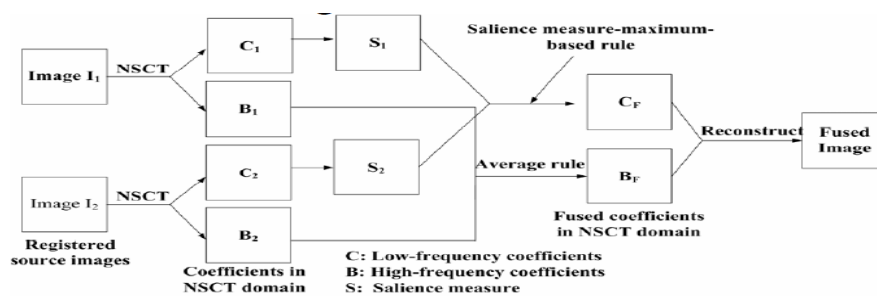 Salience measure-maximum-
based rule
Image I₁
NSCT
C₁
S₁
B₁
C_F
Reconstruct
Fused
Image
C₂
S₂
Average rule
B_F
Image I₂
NSCT
B₂
Registered
source images
Coefficients in
NSCT domain
Fused coefficients
in NSCT domain
C: Low-frequency coefficients
B: High-frequency coefficients
S: Salience measure